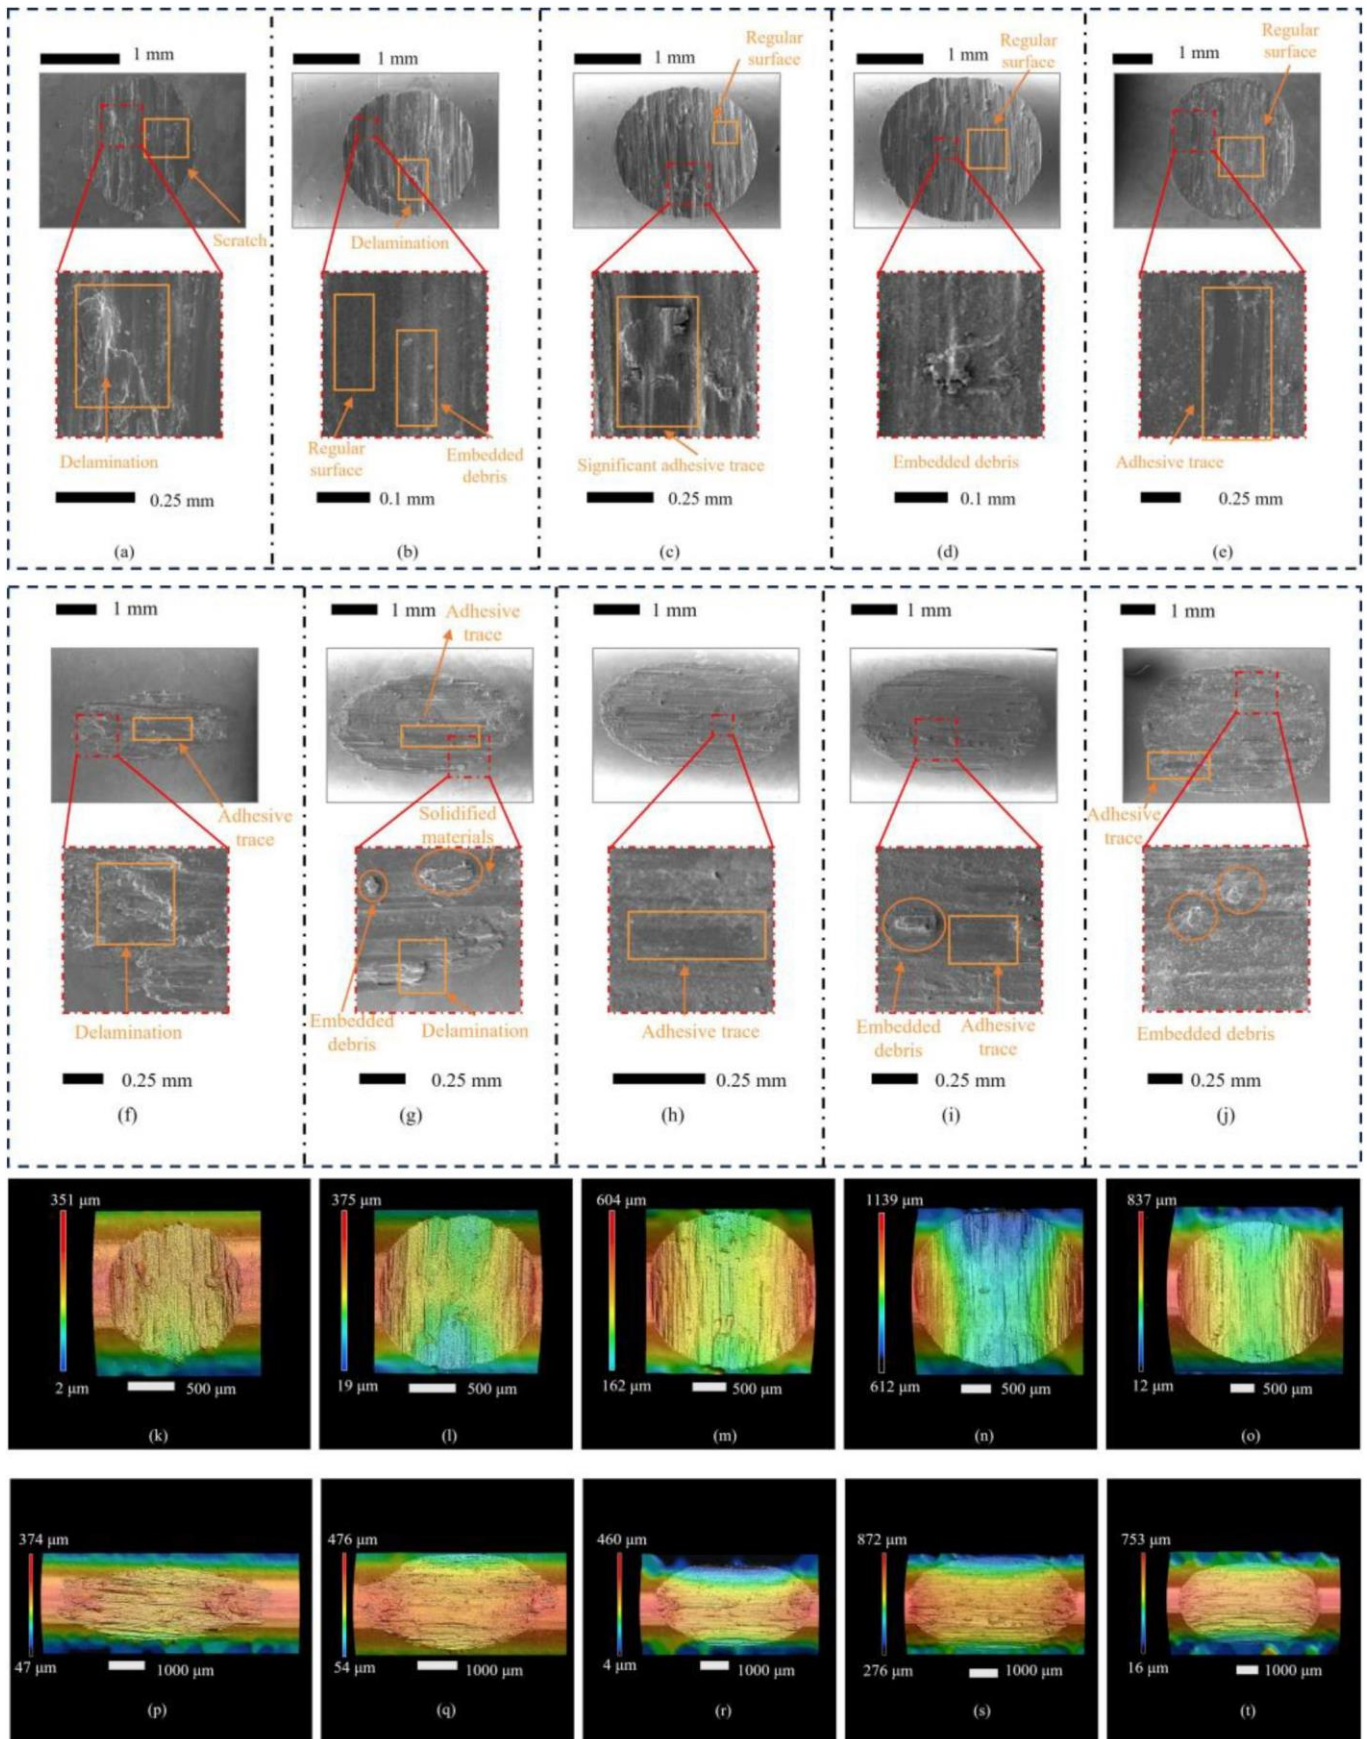 1 mm
Scratch
Delamination
0.25 mm
(a)
1 mm
Delamination
Regular
surface
Embedded
debris
0.1 mm
(b)
Regular
surface
1 mm
Significant adhesive trace
0.25 mm
(c)
Regular
surface
1 mm
Embedded debris
0.1 mm
(d)
Regular
surface
1 mm
Adhesive trace
0.25 mm
(e)
1 mm
Adhesive
trace
Delamination
0.25 mm
(f)
1 mm
Adhesive
trace
Solidified
materials
Embedded
debris
Delamination
0.25 mm
(g)
1 mm
Adhesive trace
0.25 mm
(h)
1 mm
Embedded
debris
Adhesive
trace
0.25 mm
(i)
1 mm
Adhesive
trace
Embedded debris
0.25 mm
(j)
351 μm
2 μm
500 μm
(k)
375 μm
19 μm
500 μm
(l)
604 μm
162 μm
500 μm
(m)
1139 μm
612 μm
500 μm
(n)
837 μm
12 μm
500 μm
(o)
374 μm
47 μm
1000 μm
(p)
476 μm
54 μm
1000 μm
(q)
460 μm
4 μm
1000 μm
(r)
872 μm
276 μm
1000 μm
(s)
753 μm
16 μm
1000 μm
(t)